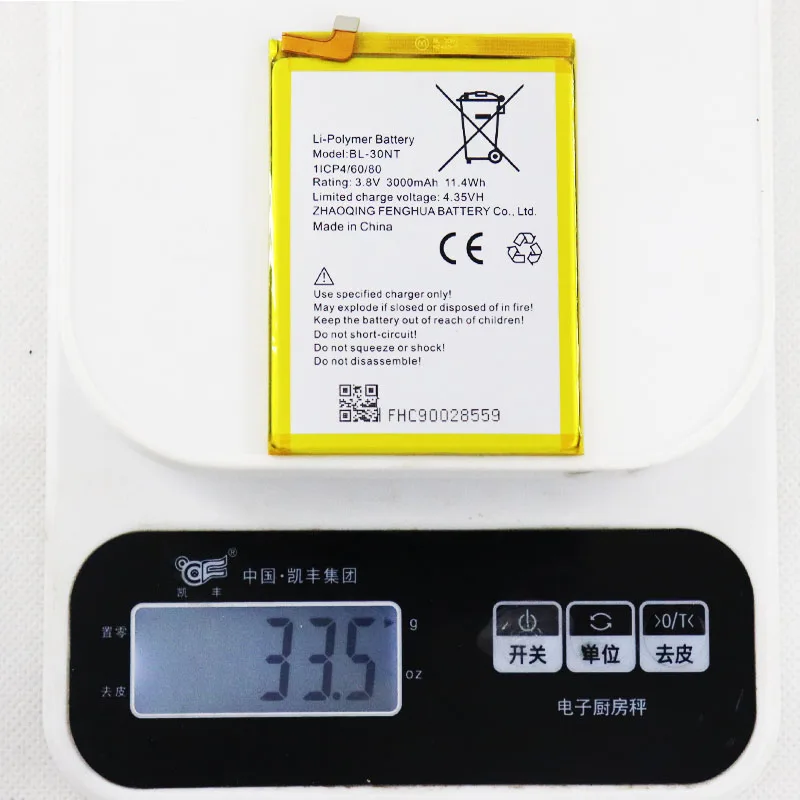 Li-Polymer Battery
Model:BL-30NT
1ICP4/60/80
Rating: 3.8V 3000mAh 11.4Wh
Limited charge voltage: 4.35VH
ZHAOQING FENGHUA BATTERY Co., Ltd.
Made in China
CE
Use specified charger only!
May explode if slosed or disposed of in fire!
Keep the battery out of reach of children!
Do not short-circuit!
Do not squeeze or shock!
Do not disassemble!
FHC90028559
凯丰
®
中国·凯丰集团
置零
33.5
g
oz
去皮
开关
单位
>0/T<
去皮
电子厨房秤